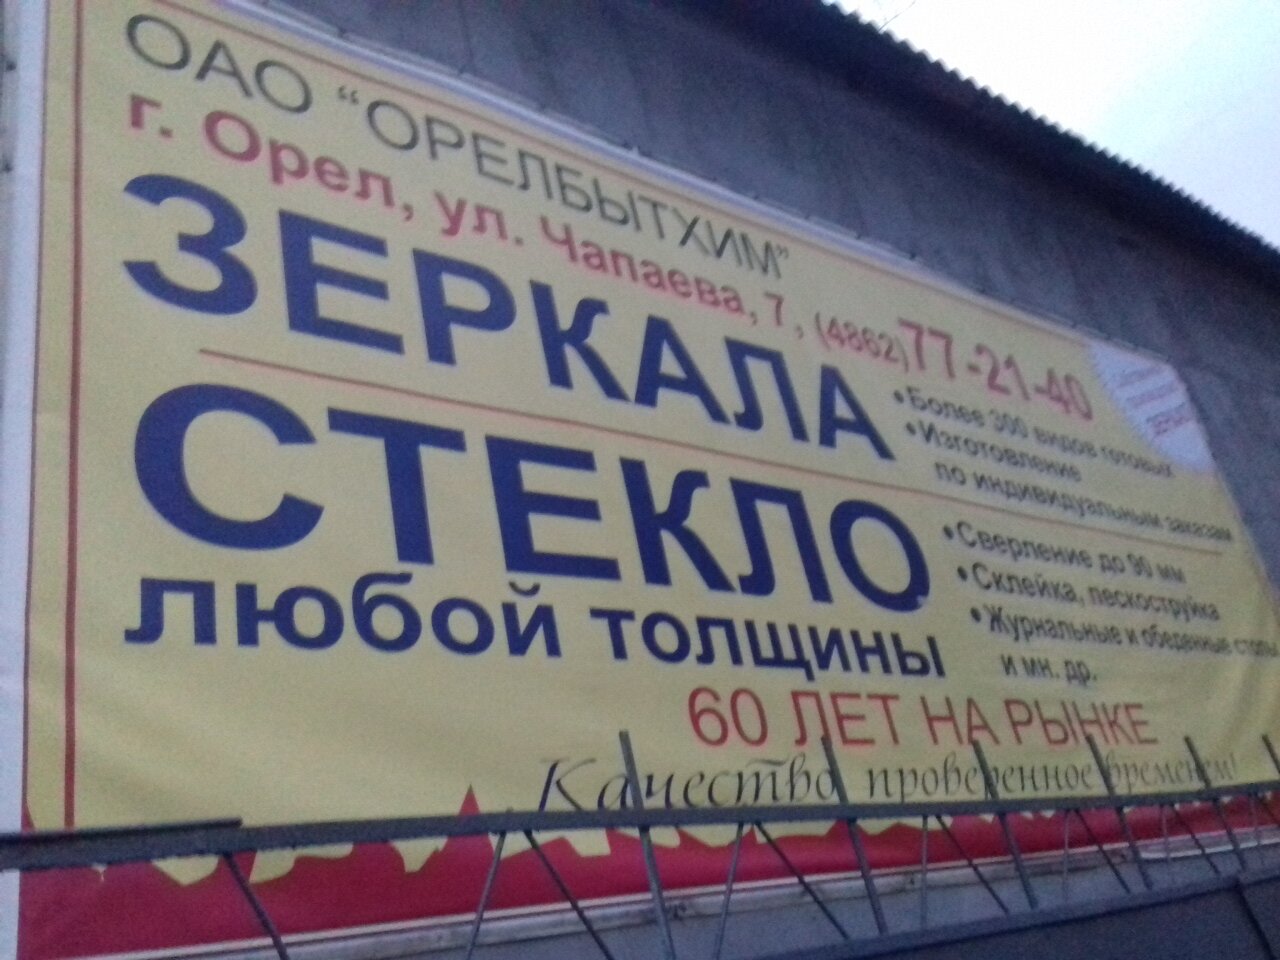 ОАО "ОРЕЛБЫТХИМ"
г. Орел, ул. Чапаева, 7, (4862)77-21-40
ЗЕРКАЛА
•Более 300 видов готовых
•Изготовление
по индивидуальным заказам
СТЕКЛО
ЛЮБОЙ ТОЛЩИНЫ
•Сверление до 90 мм
•Склейка, пескоструйка
•Журнальные и обеденные столы
и мн. др.
60 ЛЕТ НА РЫНКЕ
Качество проверенное временем!